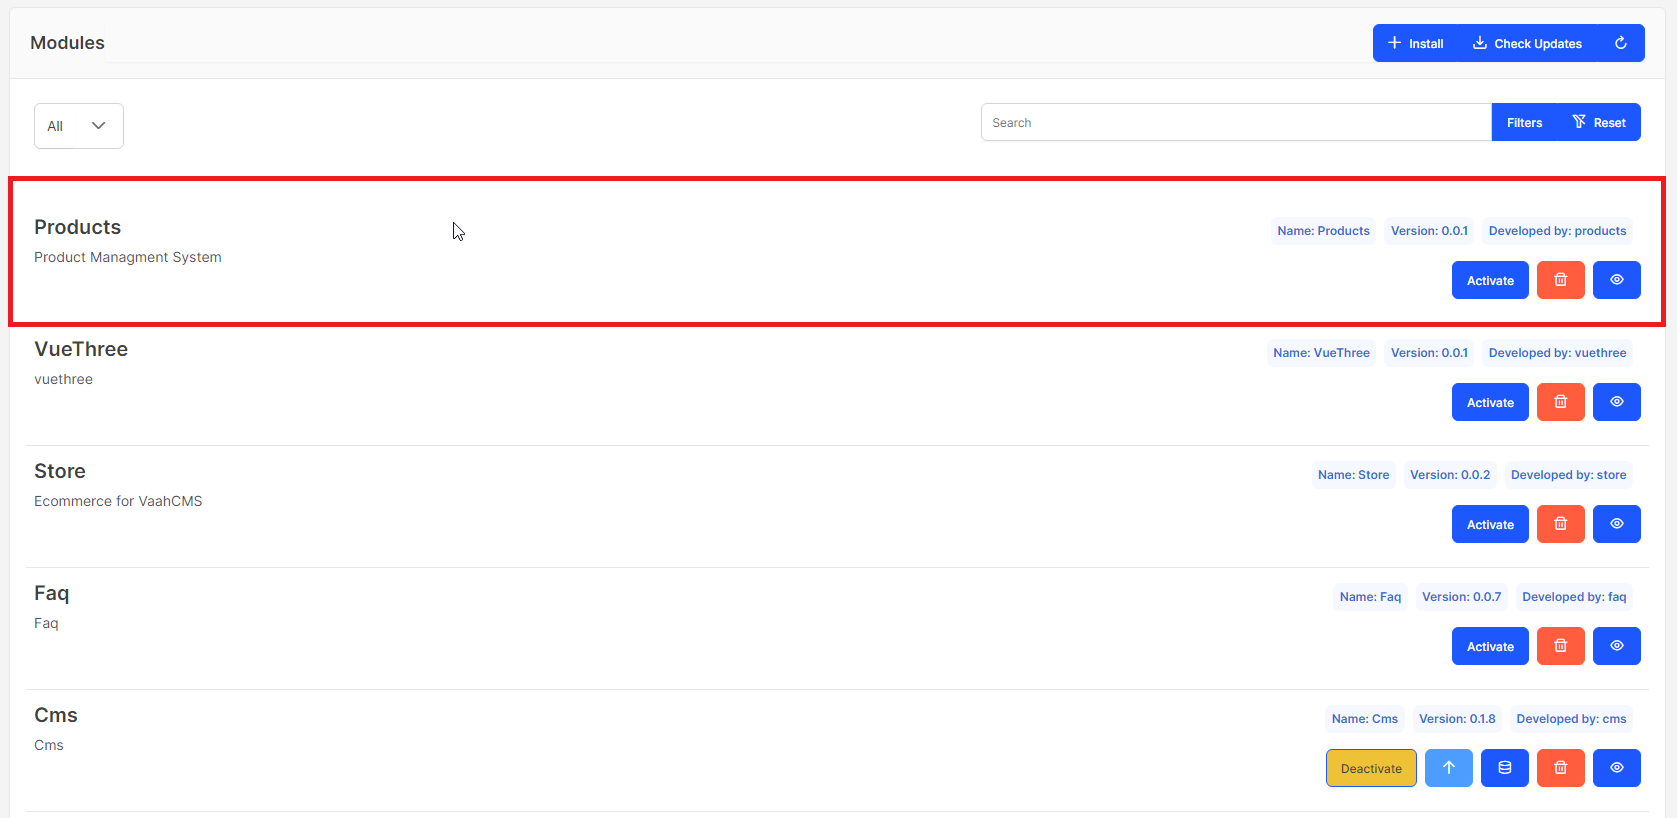 Modules
Install Check Updates
All
Search Filters Reset
Products
Name: Products Version: 0.0.1 Developed by: products
Product Managment System
Activate
VueThree
Name: VueThree Version: 0.0.1 Developed by: vuethree
vuethree
Activate
Store
Name: Store Version: 0.0.2 Developed by: store
Ecommerce for VaahCMS
Activate
Faq
Name: Faq Version: 0.0.7 Developed by: faq
Faq
Activate
Cms
Name: Cms Version: 0.1.8 Developed by: cms
Cms
Deactivate